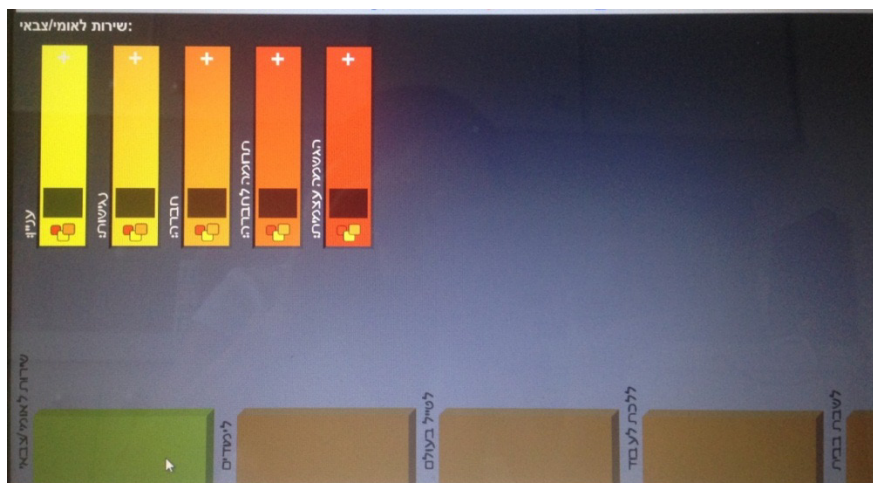 שירות לאומי/צבאי:
עניין:
נגישות:
חברה:
תרומה לחברה:
הגשמה עצמית:
שירות לאומי/צבאי
לימודים
לטייל בעולם
ללכת לעבוד
לשבת בבית